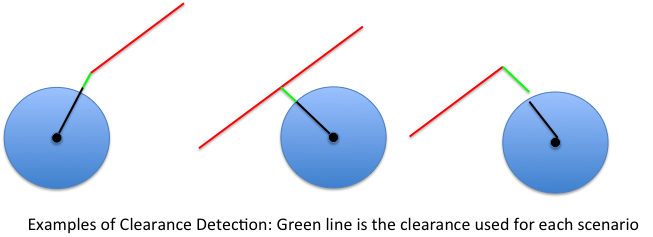 Examples of Clearance Detection: Green line is the clearance used for each scenario